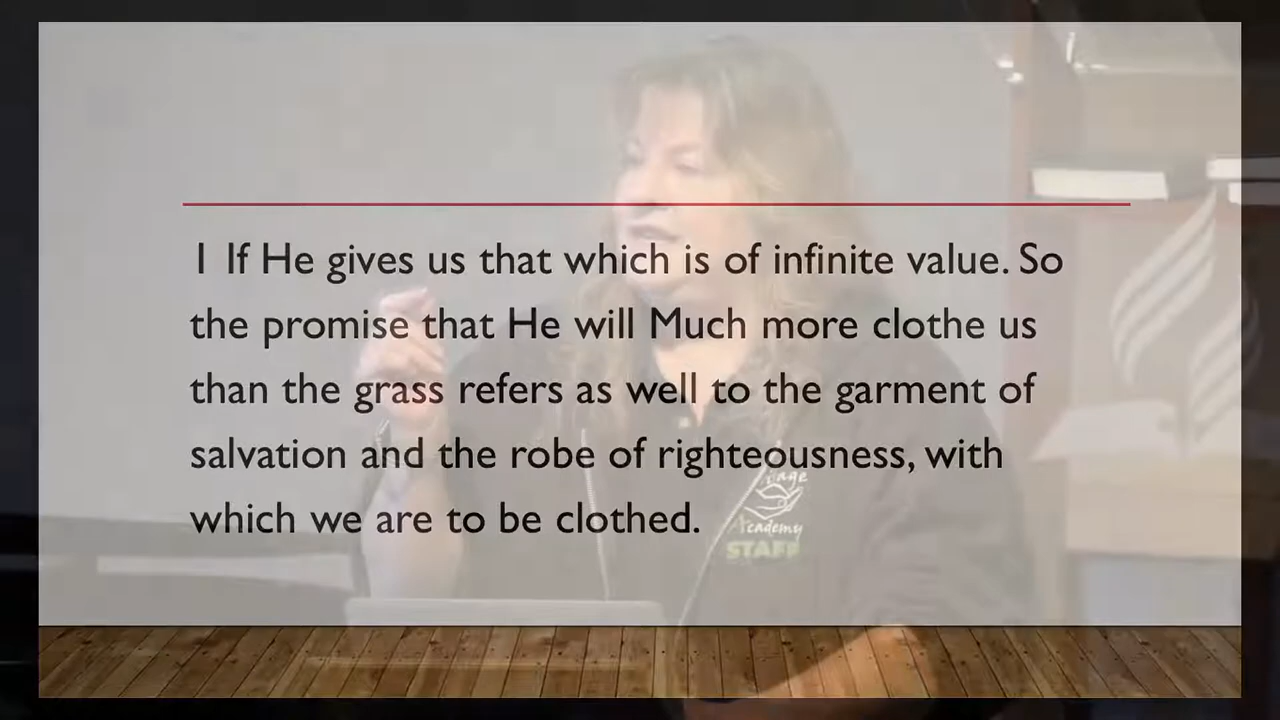 1 If He gives us that which is of infinite value. So
the promise that He will Much more clothe us
than the grass refers as well to the garment of
salvation and the robe of righteousness, with
which we are to be clothed.
Academy
STAFF